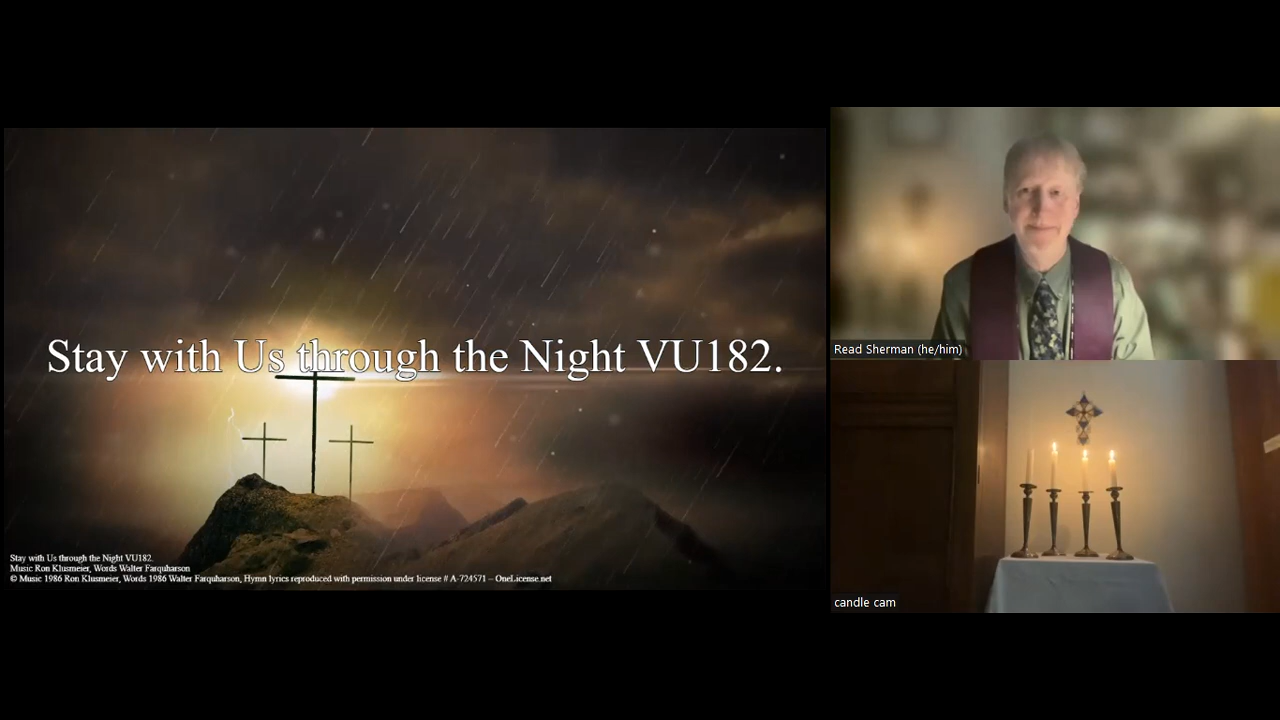 Stay with Us through the Night VU182.
Stay with Us through the Night VU182.
Music Ron Klusmeier, Words Walter Farquharson
© Music 1986 Ron Klusmeier, Words 1986 Walter Farquharson, Hymn lyrics reproduced with permission under license # A-724571 – OneLicense.net
Read Sherman (he/him)
candle cam